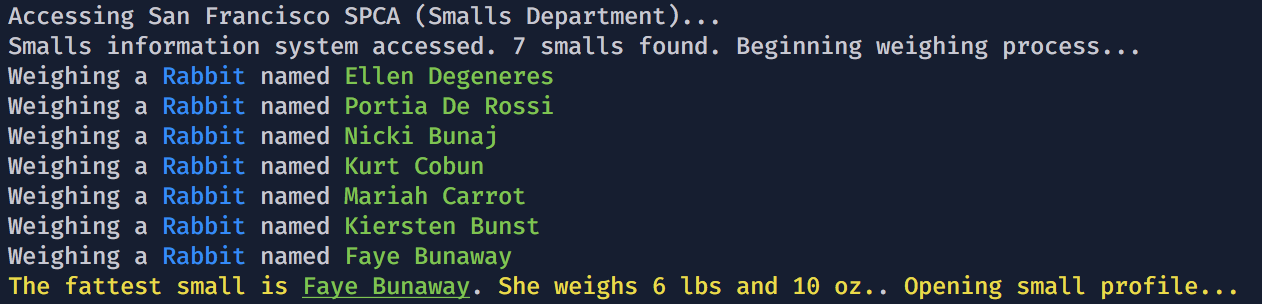 Accessing San Francisco SPCA (Smalls Department)...
Smalls information system accessed. 7 smalls found. Beginning weighing process...
Weighing a Rabbit named Ellen Degeneres
Weighing a Rabbit named Portia De Rossi
Weighing a Rabbit named Nicki Bunaj
Weighing a Rabbit named Kurt Cobun
Weighing a Rabbit named Mariah Carrot
Weighing a Rabbit named Kiersten Bunst
Weighing a Rabbit named Faye Bunaway
The fattest small is Faye Bunaway. She weighs 6 lbs and 10 oz.. Opening small profile...